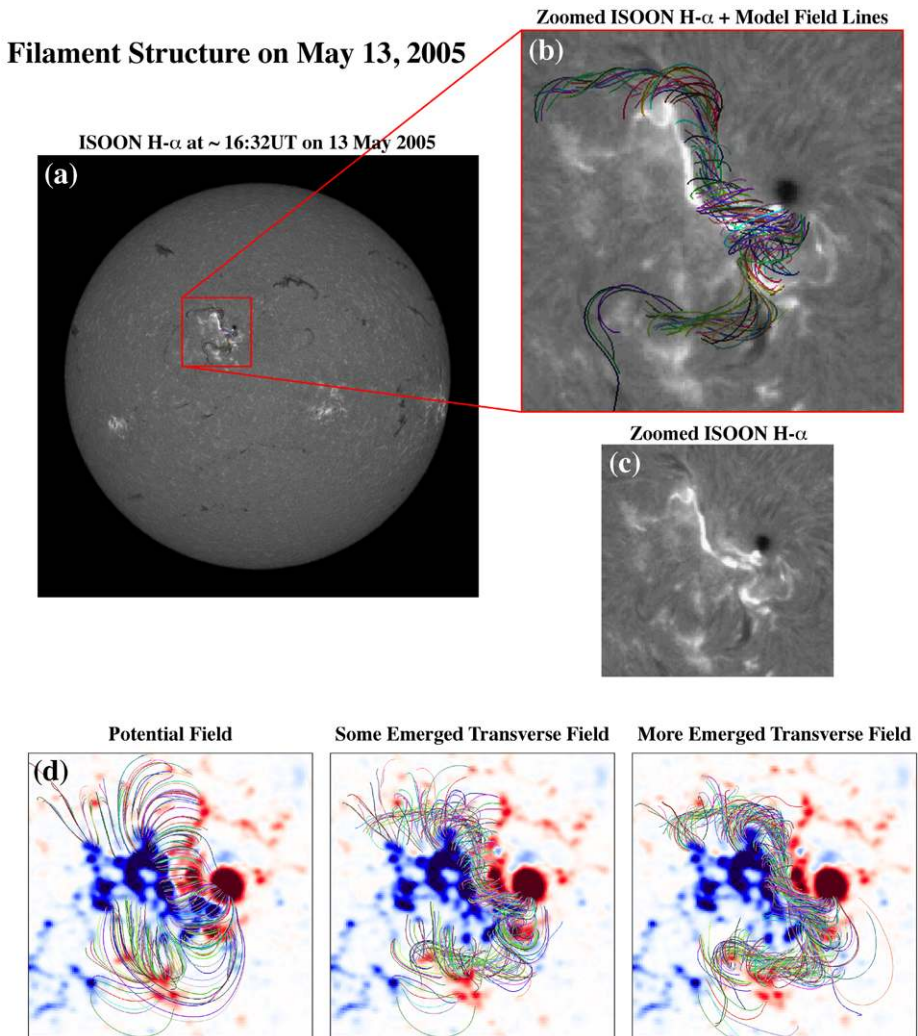 Zoomed ISOON H-α + Model Field Lines
Filament Structure on May 13, 2005
(b)
ISOON H-α at ~ 16:32UT on 13 May 2005
(a)
Zoomed ISOON H-α
(c)
Potential Field
Some Emerged Transverse Field
More Emerged Transverse Field
(d)